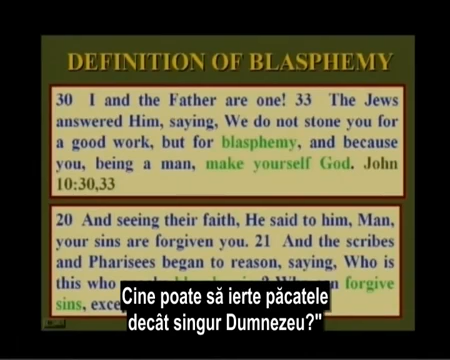 DEFINITION OF BLASPHEMY
30 I and the Father are one! 33 The Jews
answered Him, saying, We do not stone you for
a good work, but for blasphemy, and because
you, being a man, make yourself God. John
10:30,33
20 And seeing their faith, He said to him, Man,
your sins are forgiven you. 21 And the scribes
and Pharisees began to reason, saying, Who is
this who forgive
sins,
Cine poate să ierte păcatele
decât singur Dumnezeu?"